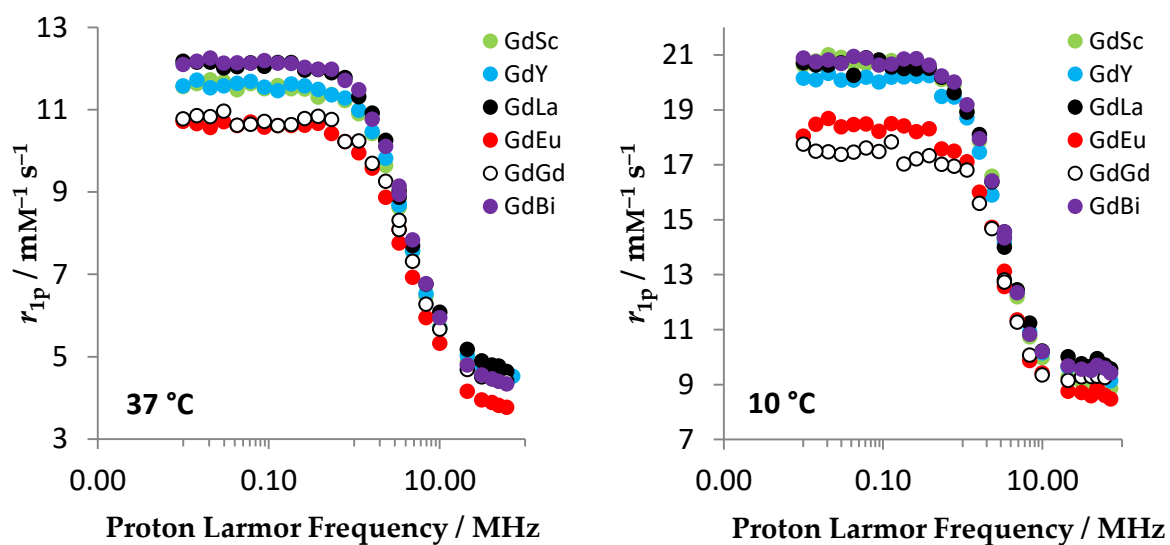 13
11
9
7
5
3
r1p / mM⁻¹ s⁻¹
GdSc
GdY
GdLa
GdEu
GdGd
GdBi
37 °C
0.00
0.10
10.00
Proton Larmor Frequency / MHz
21
19
17
15
13
11
9
7
r1p / mM⁻¹ s⁻¹
GdSc
GdY
GdLa
GdEu
GdGd
GdBi
10 °C
0.00
0.10
10.00
Proton Larmor Frequency / MHz